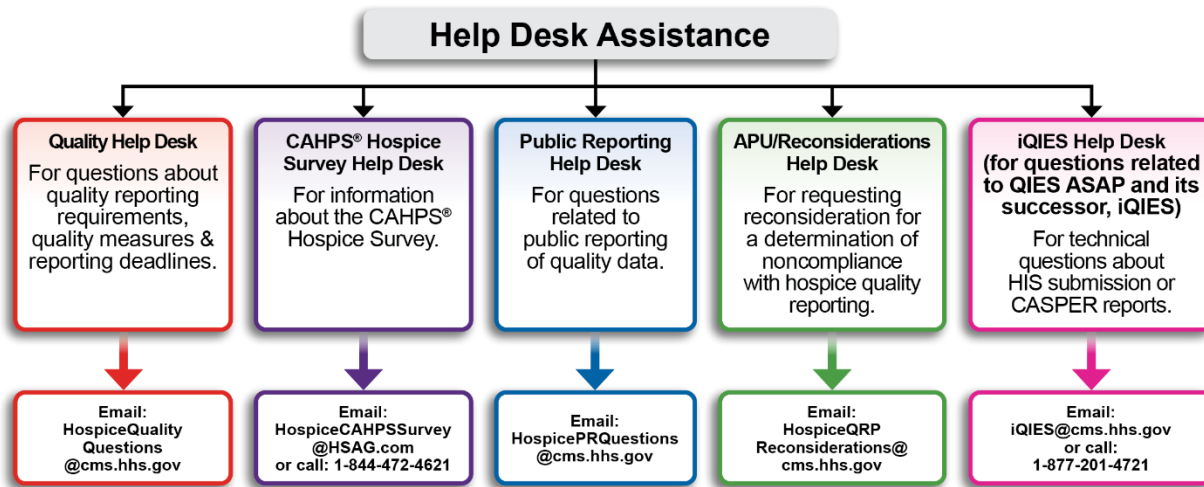 Help Desk Assistance
Quality Help Desk
For questions about
quality reporting
requirements,
quality measures &
reporting deadlines.
Email:
HospiceQuality
Questions
@cms.hhs.gov
CAHPS® Hospice
Survey Help Desk
For information
about the CAHPS®
Hospice Survey.
Email:
HospiceCAHPSSurvey
@HSAG.com
or call: 1-844-472-4621
Public Reporting
Help Desk
For questions
related to
public reporting
of quality data.
Email:
HospicePRQuestions
@cms.hhs.gov
APU/Reconsiderations
Help Desk
For requesting
reconsideration for
a determination of
noncompliance
with hospice quality
reporting.
Email:
HospiceQRP
Reconsiderations@
cms.hhs.gov
iQIES Help Desk
(for questions related
to QIES ASAP and its
successor, iQIES)
For technical
questions about
HIS submission or
CASPER reports.
Email:
iQIES@cms.hhs.gov
or call:
1-877-201-4721